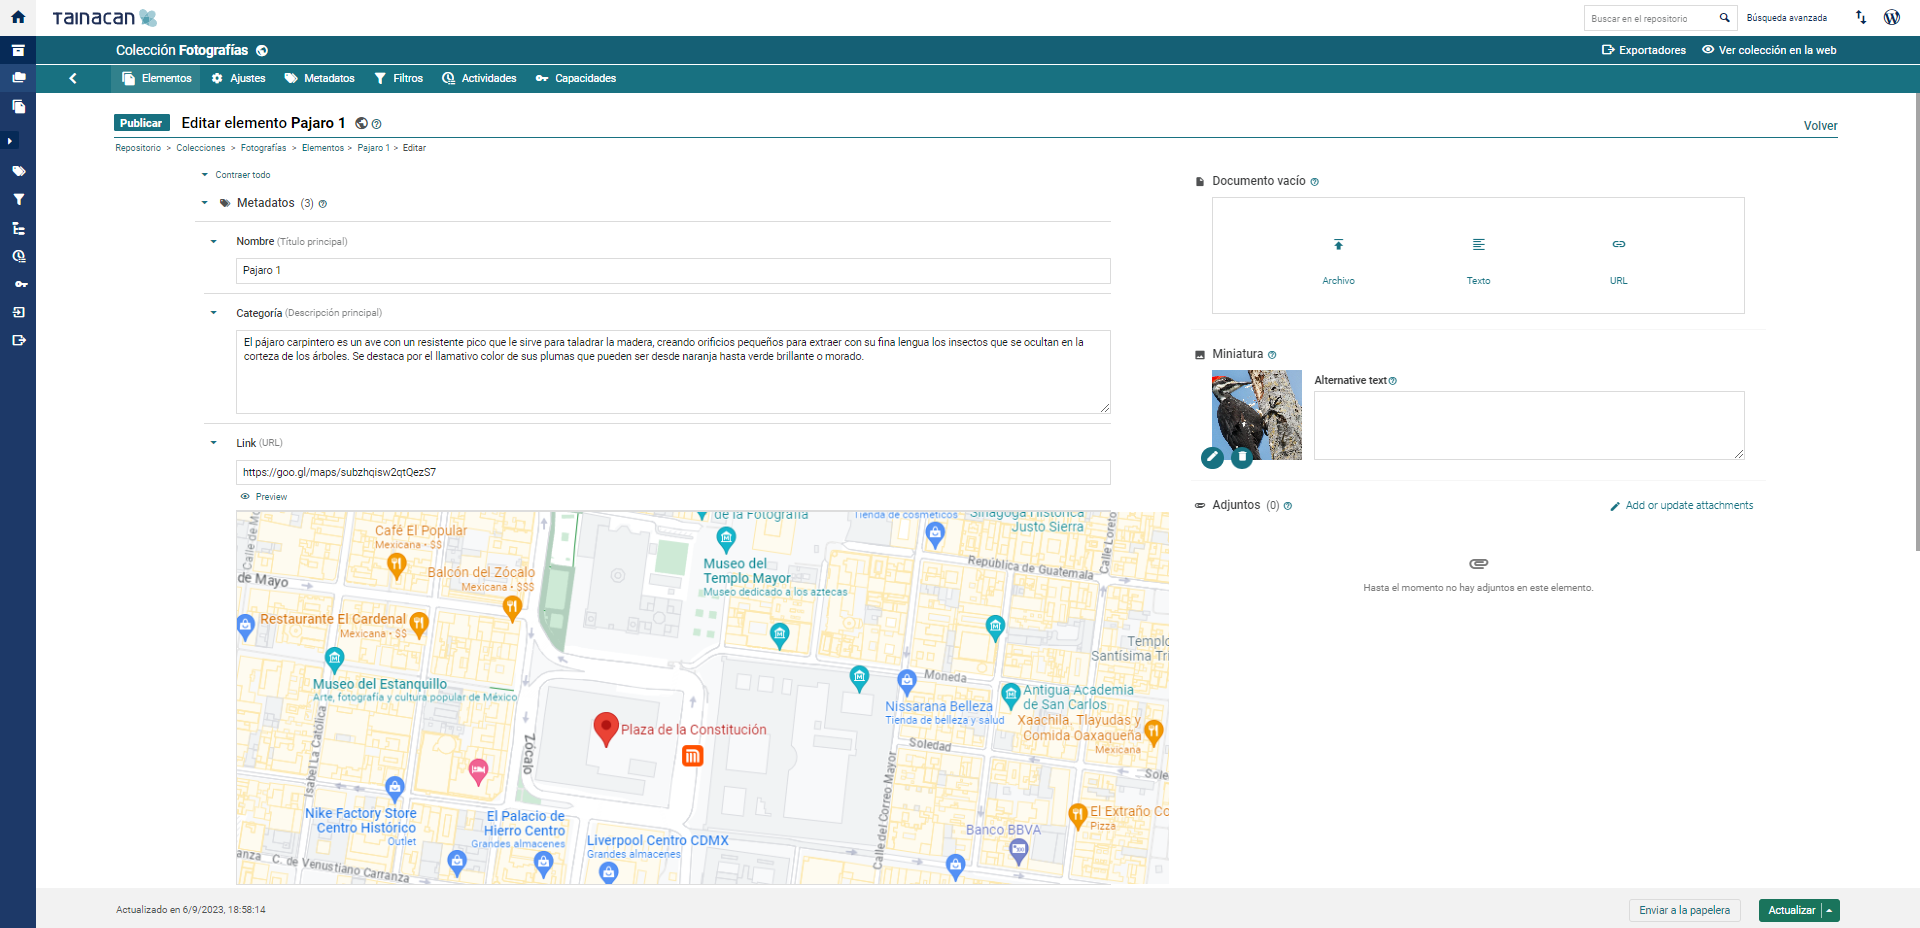 TAINACAN
Buscar en el repositorio
Búsqueda avanzada
Colección Fotografías
Exportadores
Ver colección en la web
Elementos
Ajustes
Metadatos
Filtros
Actividades
Capacidades
Publicar
Editar elemento Pajaro 1
Volver
Repositorio > Colecciones > Fotografías > Elementos > Pajaro 1 > Editar
Contraer todo
Metadatos (3)
Nombre (Título principal)
Pajaro 1
Categoría (Descripción principal)
El pájaro carpintero es un ave con un resistente pico que le sirve para taladrar la madera, creando orificios pequeños para extraer con su fina lengua los insectos que se ocultan en la
corteza de los árboles. Se destaca por el llamativo color de sus plumas que pueden ser desde naranja hasta verde brillante o morado.
Link (URL)
https://goo.gl/maps/subzhqisw2qtQezS7
Preview
de la Fotografía
Tienda de cosméticos
Sinagoga Histórica
Justo Sierra
Calle de Mo
Café El Popular
Mexicana • $$
Calle Loreto
Museo del
Templo Mayor
Museo dedicado a los aztecas
República de Guatemala
Balcón del Zócalo
Mexicana • $$$
de Mayo
Restaurante El Cardenal
Mexicana • $$
Templo
Santísima Tri
Museo del Estanquillo
Arte, fotografía y cultura popular de México
Moneda
Antigua Academia
de San Carlos
Nissarana Belleza
Tienda de belleza y salud
Xaachila. Tlayudas y
Comida Oaxaqueña
Mexicana
Plaza de la Constitución
Zócalo
Isabel La Católica
Soledad
Sole
Calle del Correo Mayor
Nike Factory Store
Centro Histórico
Outlet
El Palacio de
Hierro Centro
Grandes almacenes
Liverpool Centro CDMX
Grandes almacenes
Banco BBVA
El Extraño Co
Pizza
anza
C. de Venustiano Carranza
Documento vacío
Archivo
Texto
URL
Miniatura
Alternative text
Adjuntos (0)
Add or update attachments
Hasta el momento no hay adjuntos en este elemento.
Actualizado en 6/9/2023, 18:58:14
Enviar a la papelera
Actualizar